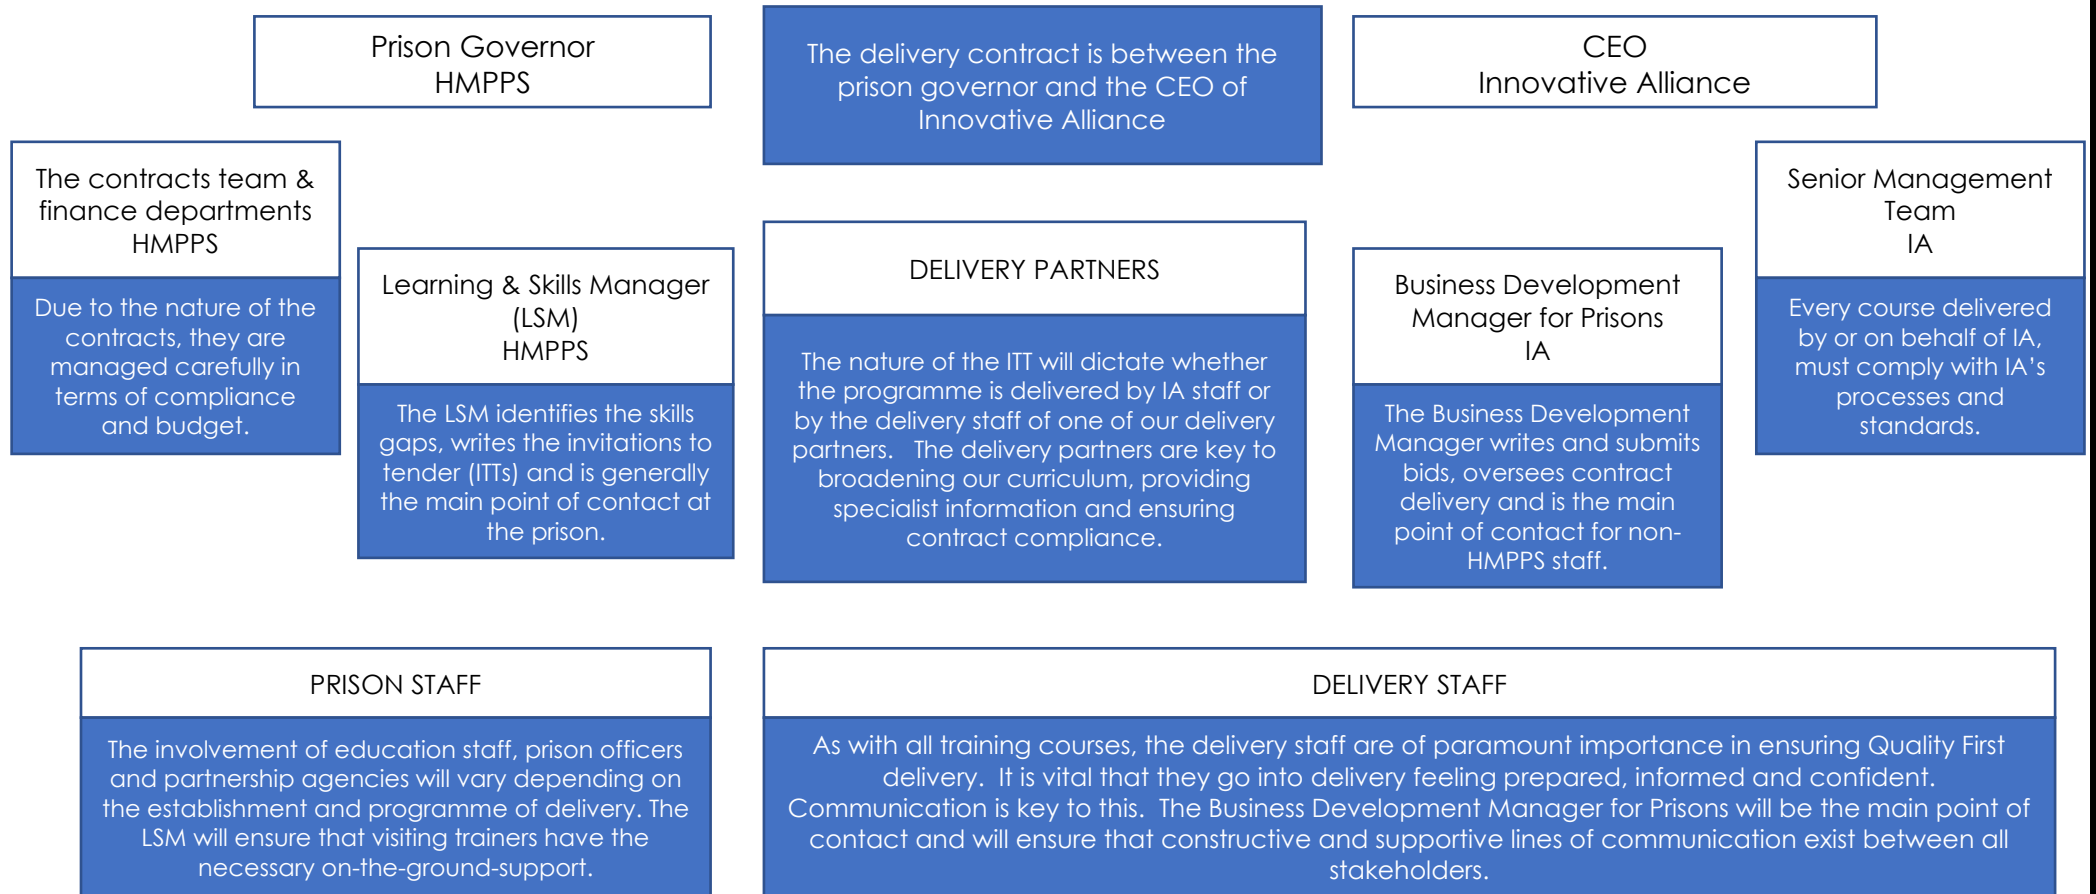 Prison Governor
HMPPS
The delivery contract is between the
prison governor and the CEO of
Innovative Alliance
CEO
Innovative Alliance
The contracts team &
finance departments
HMPPS
Due to the nature of the
contracts, they are
managed carefully in
terms of compliance
and budget.
Learning & Skills Manager
(LSM)
HMPPS
The LSM identifies the skills
gaps, writes the invitations to
tender (ITTs) and is generally
the main point of contact at
the prison.
DELIVERY PARTNERS
The nature of the ITT will dictate whether
the programme is delivered by IA staff or
by the delivery staff of one of our delivery
partners.   The delivery partners are key to
broadening our curriculum, providing
specialist information and ensuring
contract compliance.
Business Development
Manager for Prisons
IA
The Business Development
Manager writes and submits
bids, oversees contract
delivery and is the main
point of contact for non-
HMPPS staff.
Senior Management
Team
IA
Every course delivered
by or on behalf of IA,
must comply with IA’s
processes and
standards.
PRISON STAFF
The involvement of education staff, prison officers
and partnership agencies will vary depending on
the establishment and programme of delivery. The
LSM will ensure that visiting trainers have the
necessary on-the-ground-support.
DELIVERY STAFF
As with all training courses, the delivery staff are of paramount importance in ensuring Quality First
delivery.  It is vital that they go into delivery feeling prepared, informed and confident.
Communication is key to this.  The Business Development Manager for Prisons will be the main point of
contact and will ensure that constructive and supportive lines of communication exist between all
stakeholders.